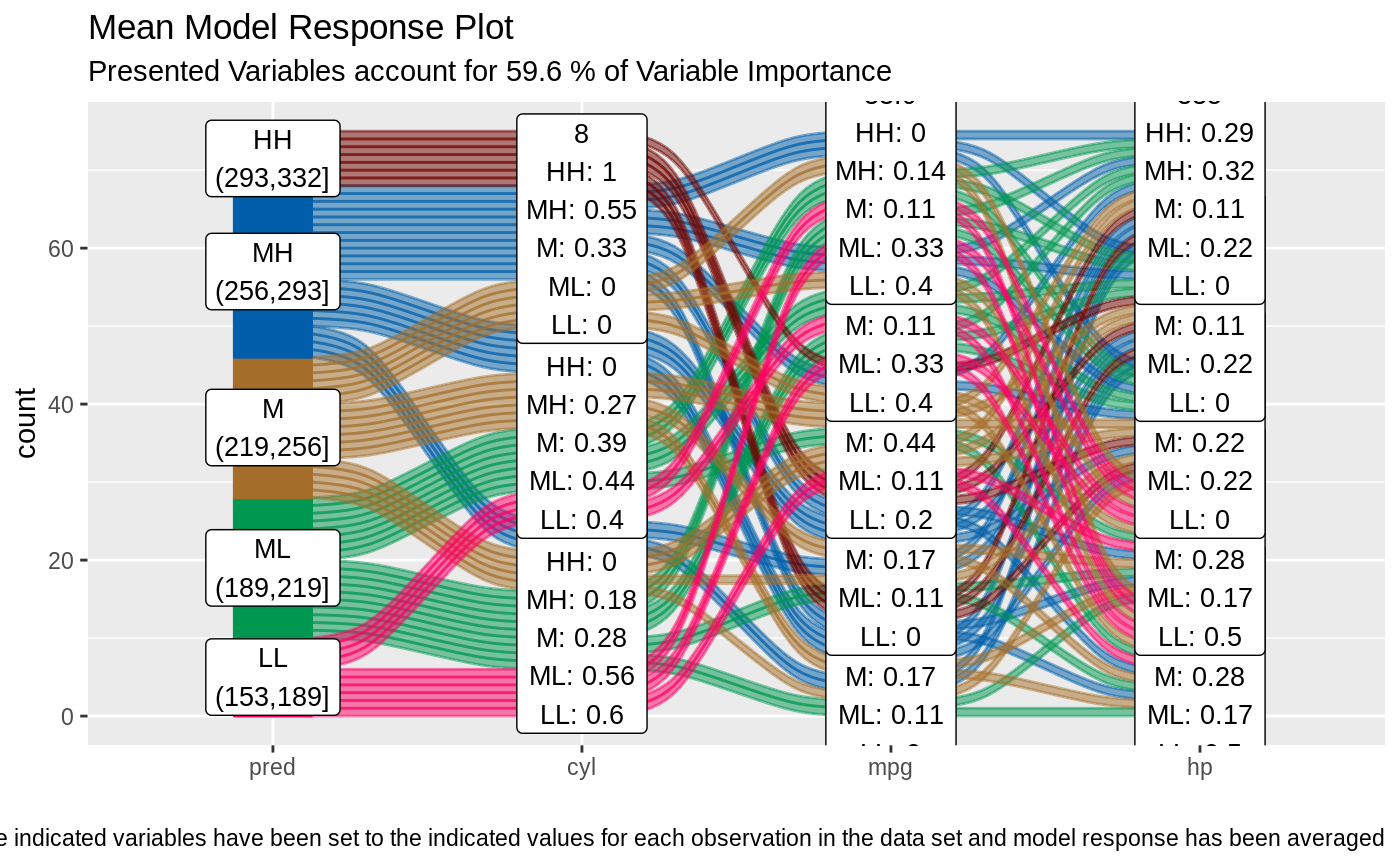 Mean Model Response Plot
Presented Variables account for 59.6 % of Variable Importance
count
60
40
20
0
HH
(293,332]
MH
(256,293]
M
(219,256]
ML
(189,219]
LL
(153,189]
8
HH: 1
MH: 0.55
M: 0.33
ML: 0
LL: 0
HH: 0
MH: 0.27
M: 0.39
ML: 0.44
LL: 0.4
HH: 0
MH: 0.18
M: 0.28
ML: 0.56
LL: 0.6
HH: 0
MH: 0.14
M: 0.11
ML: 0.33
LL: 0.4
M: 0.11
ML: 0.33
LL: 0.4
M: 0.44
ML: 0.11
LL: 0.2
M: 0.17
ML: 0.11
LL: 0
M: 0.17
ML: 0.11
HH: 0.29
MH: 0.32
M: 0.11
ML: 0.22
LL: 0
M: 0.11
ML: 0.22
LL: 0
M: 0.22
ML: 0.22
LL: 0
M: 0.28
ML: 0.17
LL: 0.5
M: 0.28
ML: 0.17
pred
cyl
mpg
hp
indicated variables have been set to the indicated values for each observation in the data set and model response has been averaged